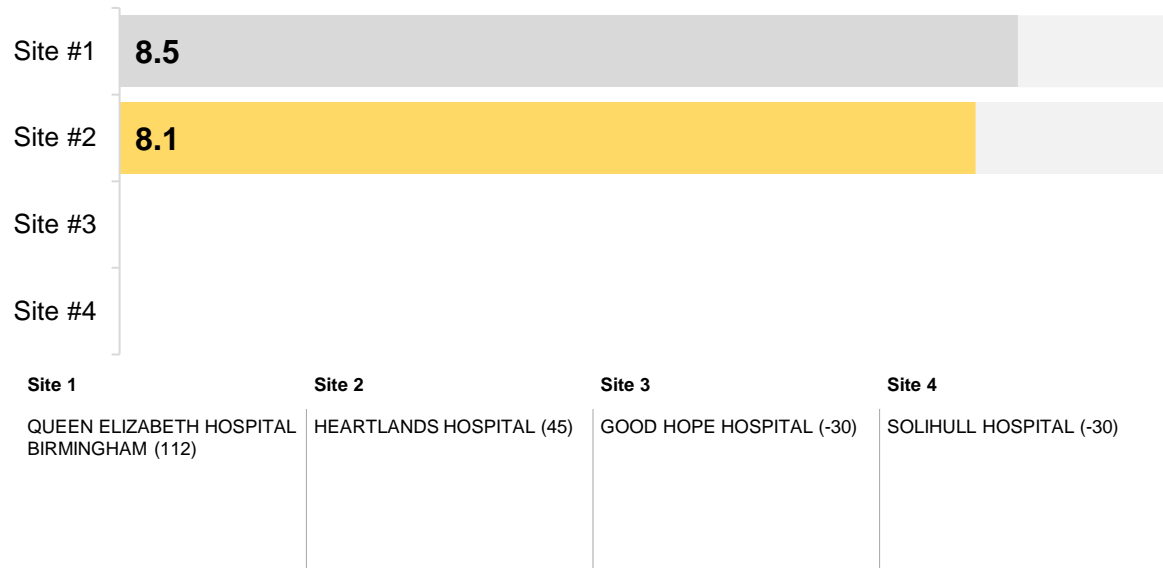 Site #1 8.5
Site #2 8.1
Site #3
Site #4
Site 1 Site 2 Site 3 Site 4
QUEEN ELIZABETH HOSPITAL
BIRMINGHAM (112)
HEARTLANDS HOSPITAL (45)
GOOD HOPE HOSPITAL (-30)
SOLIHULL HOSPITAL (-30)